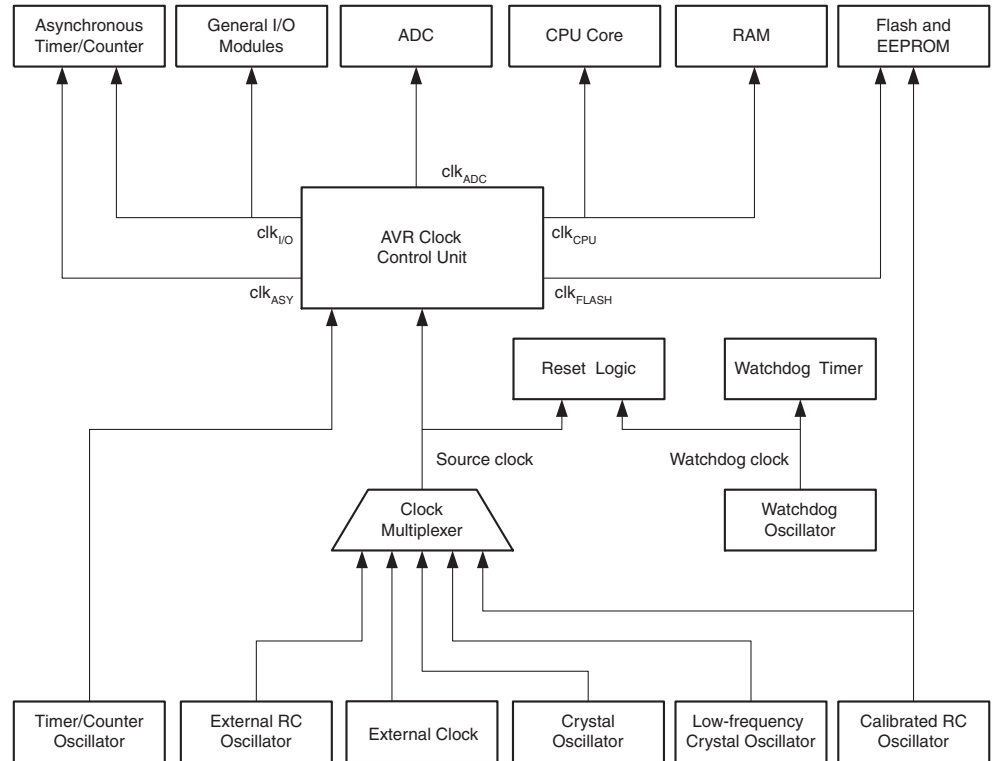 Asynchronous
Timer/Counter
General I/O
Modules
ADC
CPU Core
RAM
Flash and
EEPROM
clkADC
clkI/O
AVR Clock
Control Unit
clkCPU
clkASY
clkFLASH
Reset Logic
Watchdog Timer
Source clock
Watchdog clock
Clock
Multiplexer
Watchdog
Oscillator
Timer/Counter
Oscillator
External RC
Oscillator
External Clock
Crystal
Oscillator
Low-frequency
Crystal Oscillator
Calibrated RC
Oscillator